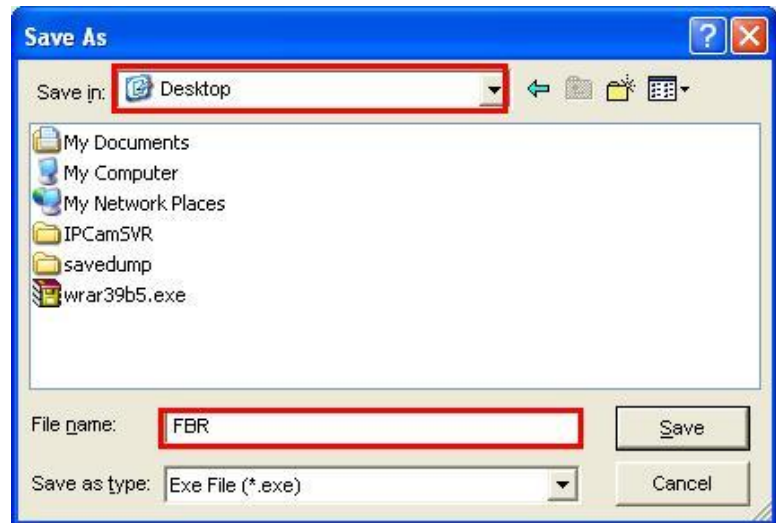 Save As
Save in: Desktop
My Documents
My Computer
My Network Places
IPCamSVR
savedump
wrar39b5.exe
File name: FBR Save
Save as type: Exe File (*.exe) Cancel